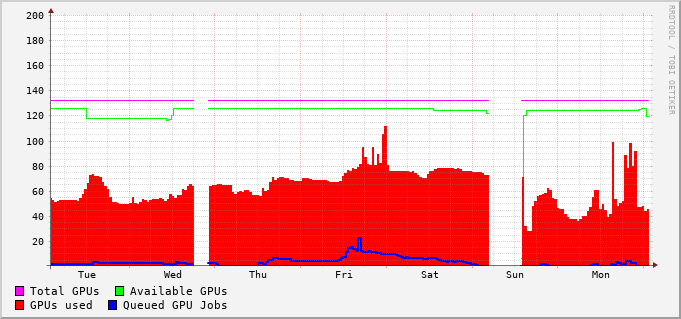 200
180
160
140
120
100
80
60
40
20
Tue Wed Thu Fri Sat Sun Mon
Total GPUs Available GPUs
GPUs used Queued GPU Jobs
RRDTOOL / TOBI OETIKER